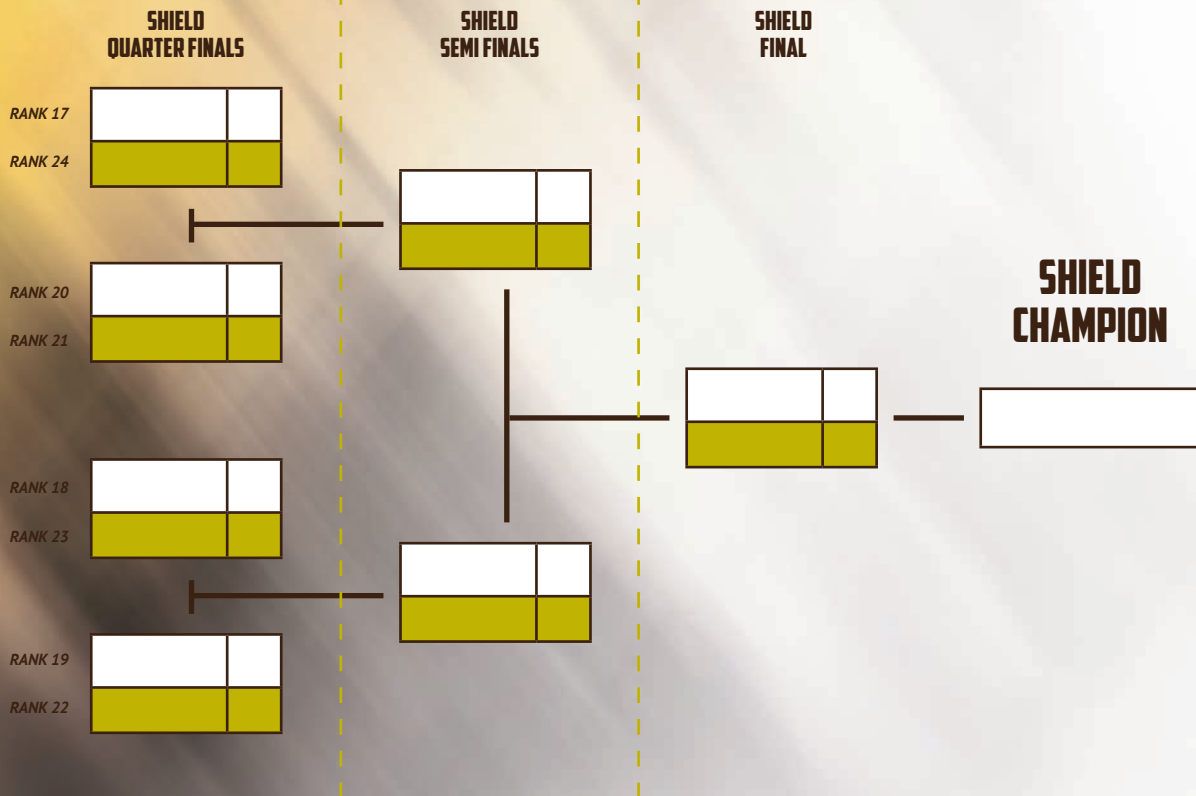 SHIELD
QUARTER FINALS
SHIELD
SEMI FINALS
SHIELD
FINAL
RANK 17
RANK 24
RANK 20
RANK 21
SHIELD
CHAMPION
RANK 18
RANK 23
RANK 19
RANK 22